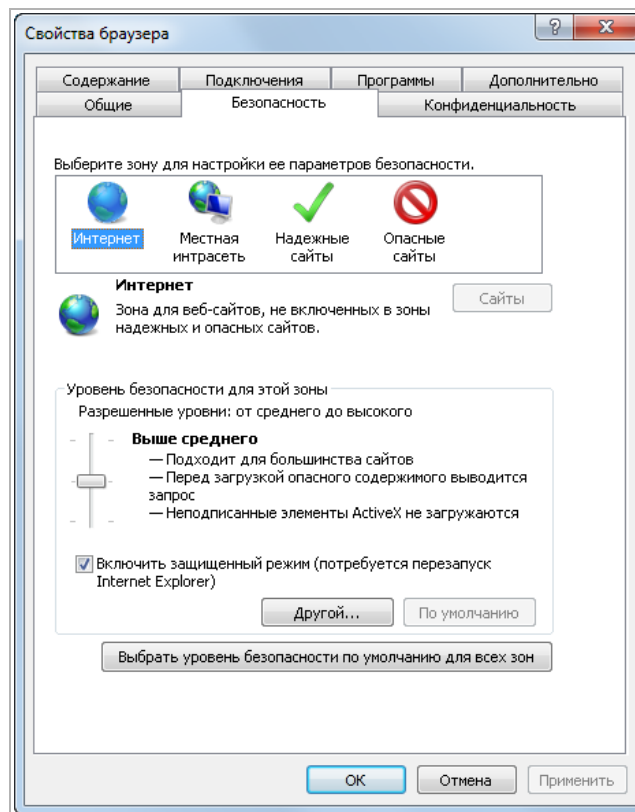 Свойства браузера
Содержание
Подключения
Программы
Дополнительно
Общие
Безопасность
Конфиденциальность
Выберите зону для настройки ее параметров безопасности.
Интернет
Местная
интрасеть
Надежные
сайты
Опасные
сайты
Интернет
Сайты
Зона для веб-сайтов, не включенных в зоны
надежных и опасных сайтов.
Уровень безопасности для этой зоны
Разрешенные уровни: от среднего до высокого
Выше среднего
— Подходит для большинства сайтов
— Перед загрузкой опасного содержимого выводится
запрос
— Неподписанные элементы ActiveX не загружаются
Включить защищенный режим (потребуется перезапуск
Internet Explorer)
Другой...
По умолчанию
Выбрать уровень безопасности по умолчанию для всех зон
OK
Отмена
Применить